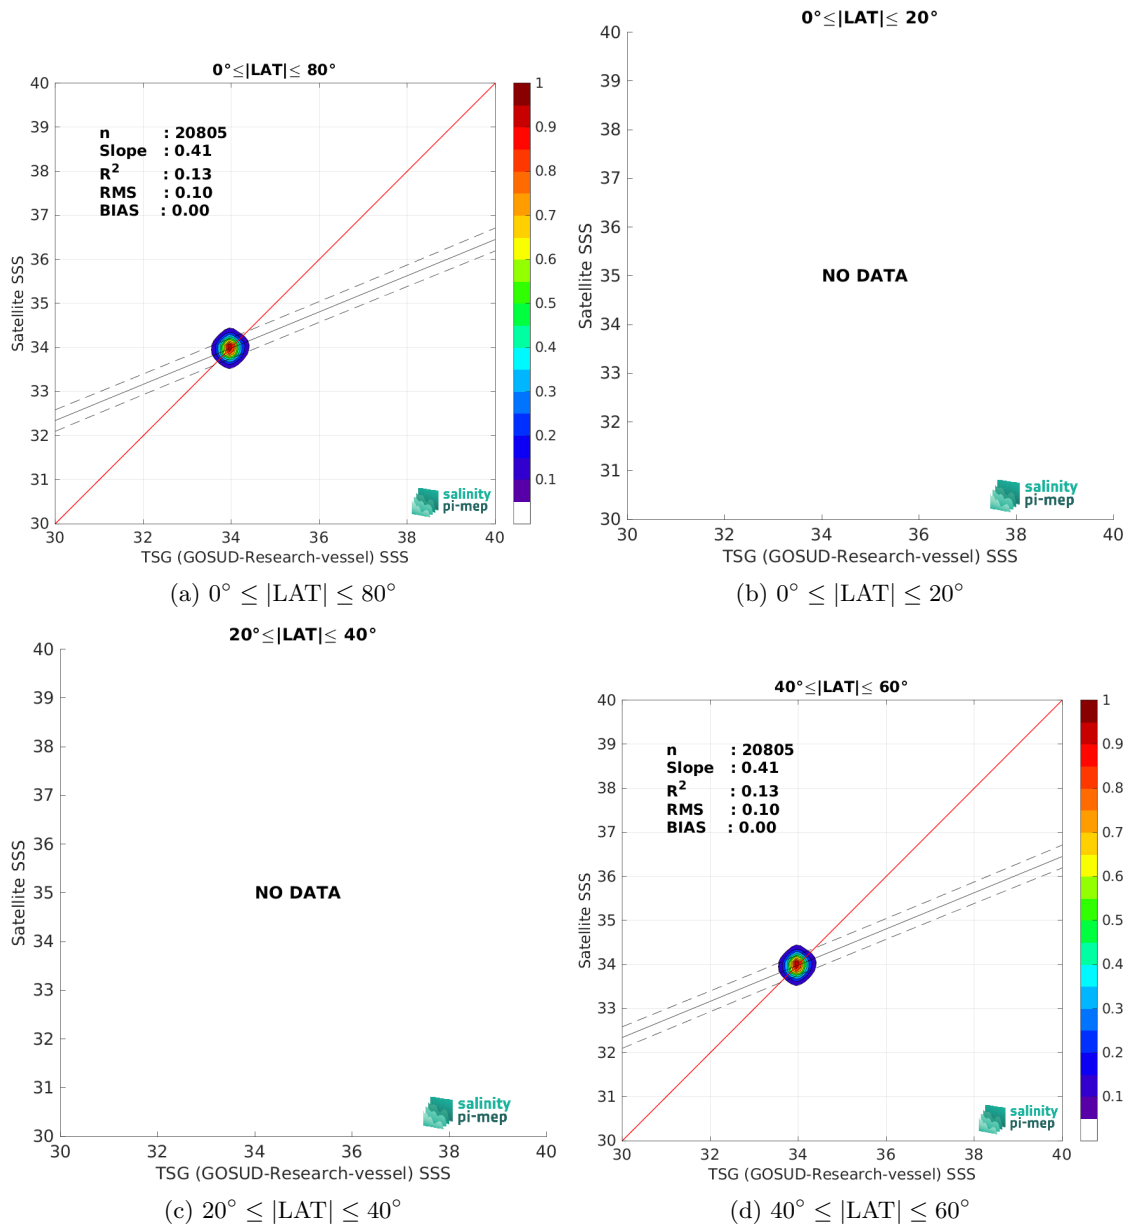 0°≤|LAT|≤ 80°
n : 20805
Slope : 0.41
R² : 0.13
RMS : 0.10
BIAS : 0.00
40
39
38
37
36
35
34
33
32
31
30
Satellite SSS
30 32 34 36 38 40
TSG (GOSUD-Research-vessel) SSS
1
0.9
0.8
0.7
0.6
0.5
0.4
0.3
0.2
0.1
salinity
pi-mep
(a) 0° ≤ |LAT| ≤ 80°
0°≤|LAT|≤ 20°
40
39
38
37
36
35
34
33
32
31
30
Satellite SSS
NO DATA
30 32 34 36 38 40
TSG (GOSUD-Research-vessel) SSS
salinity
pi-mep
(b) 0° ≤ |LAT| ≤ 20°
20°≤|LAT|≤ 40°
40
39
38
37
36
35
34
33
32
31
30
Satellite SSS
NO DATA
30 32 34 36 38 40
TSG (GOSUD-Research-vessel) SSS
salinity
pi-mep
(c) 20° ≤ |LAT| ≤ 40°
40°≤|LAT|≤ 60°
n : 20805
Slope : 0.41
R² : 0.13
RMS : 0.10
BIAS : 0.00
40
39
38
37
36
35
34
33
32
31
30
Satellite SSS
30 32 34 36 38 40
TSG (GOSUD-Research-vessel) SSS
1
0.9
0.8
0.7
0.6
0.5
0.4
0.3
0.2
0.1
salinity
pi-mep
(d) 40° ≤ |LAT| ≤ 60°